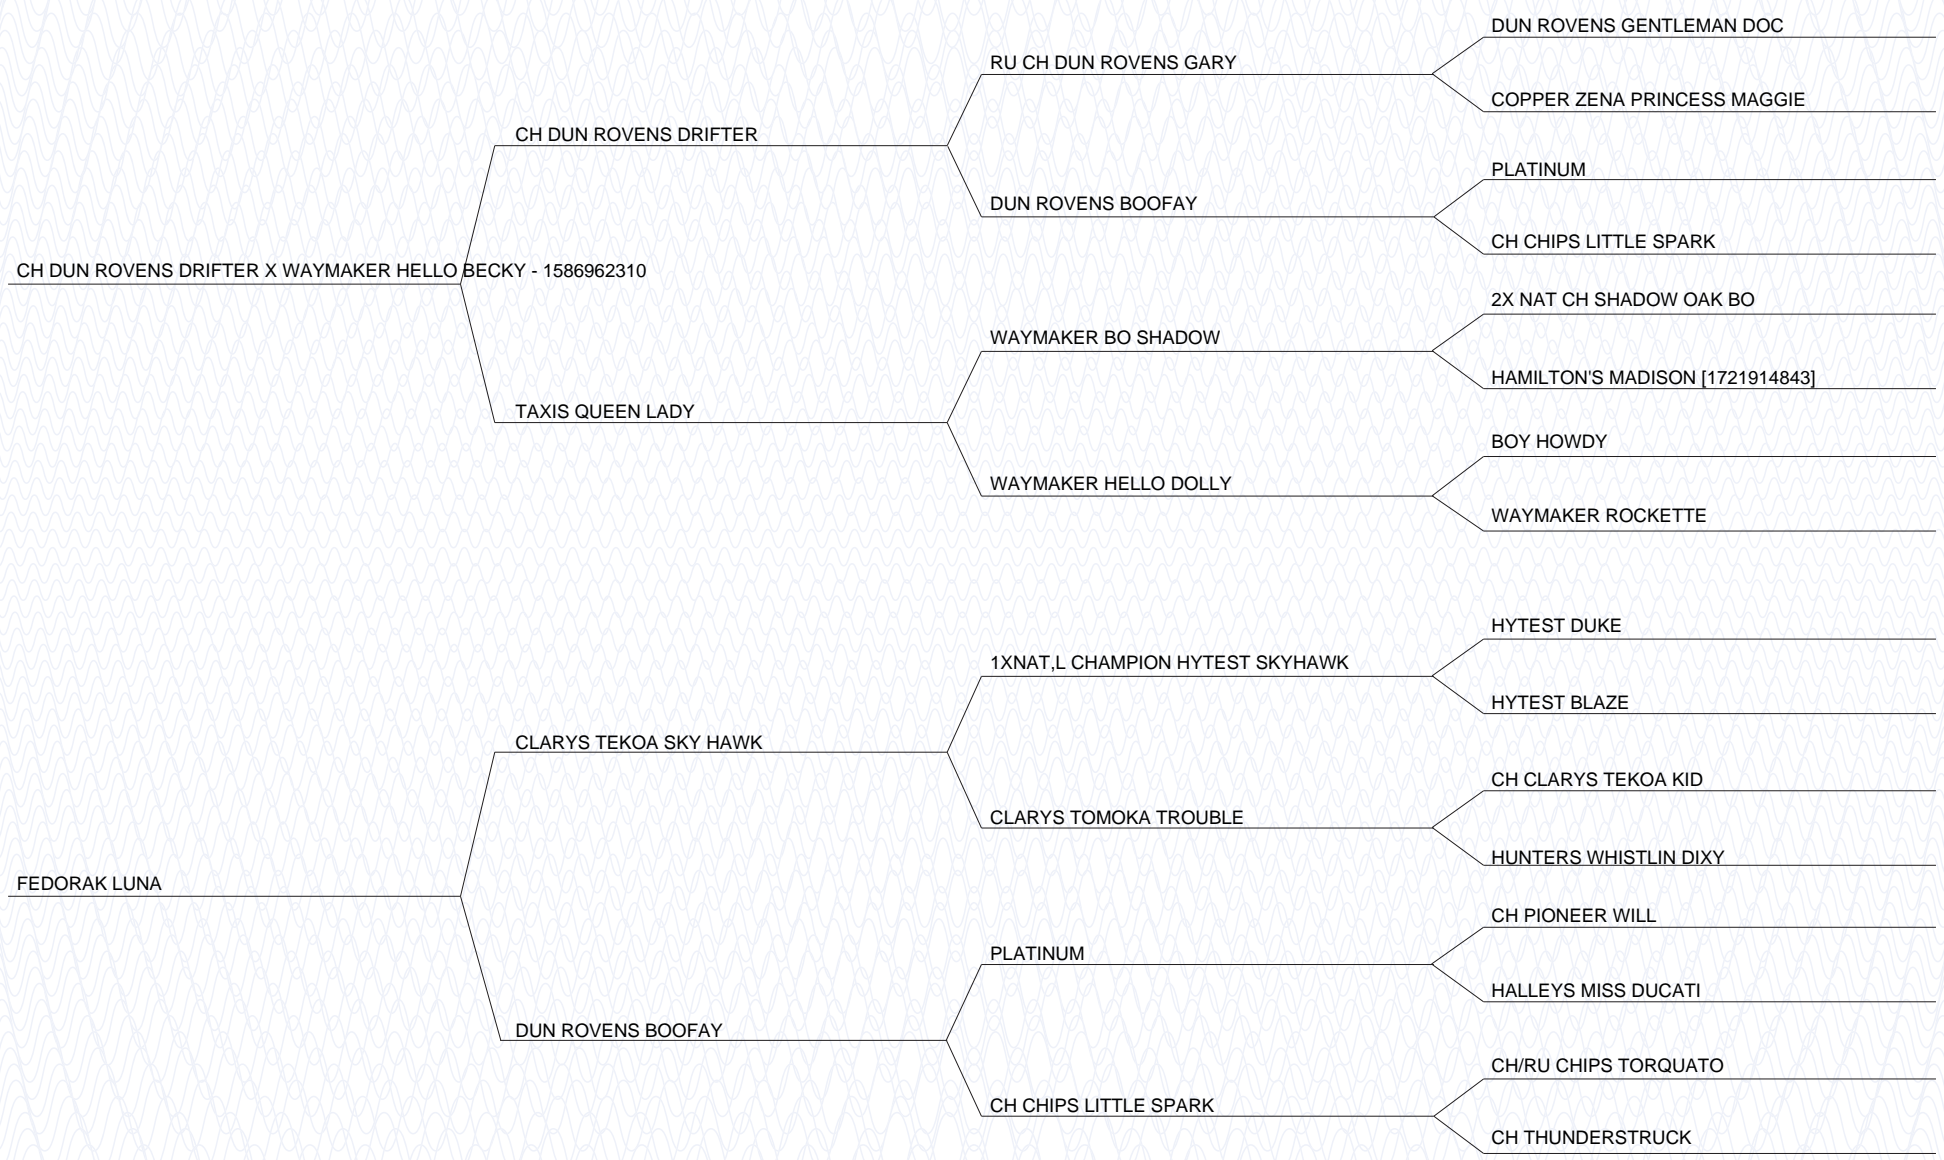 DUN ROVENS GENTLEMAN DOC
RU CH DUN ROVENS GARY
COPPER ZENA PRINCESS MAGGIE
CH DUN ROVENS DRIFTER
PLATINUM
DUN ROVENS BOOFAY
CH CHIPS LITTLE SPARK
CH DUN ROVENS DRIFTER X WAYMAKER HELLO BECKY - 1586962310
2X NAT CH SHADOW OAK BO
WAYMAKER BO SHADOW
HAMILTON'S MADISON [1721914843]
TAXIS QUEEN LADY
BOY HOWDY
WAYMAKER HELLO DOLLY
WAYMAKER ROCKETTE
HYTEST DUKE
1XNAT,L CHAMPION HYTEST SKYHAWK
HYTEST BLAZE
CLARYS TEKOA SKY HAWK
CH CLARYS TEKOA KID
CLARYS TOMOKA TROUBLE
HUNTERS WHISTLIN DIXY
FEDORAK LUNA
CH PIONEER WILL
PLATINUM
HALLEYS MISS DUCATI
DUN ROVENS BOOFAY
CH/RU CHIPS TORQUATO
CH CHIPS LITTLE SPARK
CH THUNDERSTRUCK